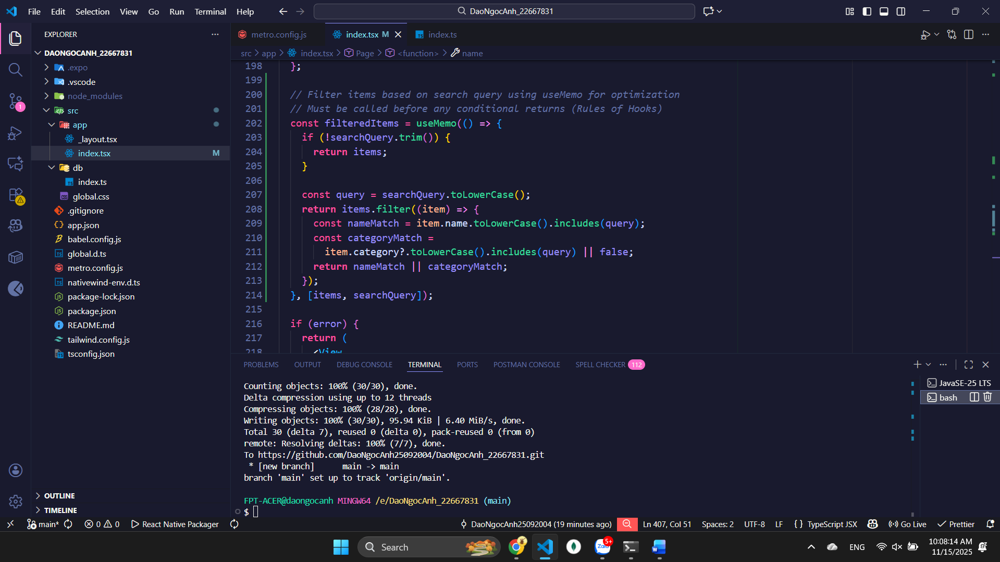 File Edit Selection View Go Run Terminal Help
DaoNgocAnh_22667831
EXPLORER
DAONGOCANH_22667831
.expo
.vscode
node_modules
src
app
_layout.tsx
index.tsx M
db
index.ts
global.css
.gitignore
app.json
babel.config.js
global.d.ts
metro.config.js
nativewind-env.d.ts
package-lock.json
package.json
README.md
tailwind.config.js
tsconfig.json
OUTLINE
TIMELINE
1
metro.config.js index.tsx M index.ts
src app index.tsx Page <function> name
198 };
199
200 // Filter items based on search query using useMemo for optimization
201 // Must be called before any conditional returns (Rules of Hooks)
202 const filteredItems = useMemo(() => {
203 if (!searchQuery.trim()) {
204 return items;
205 }
206
207 const query = searchQuery.toLowerCase();
208 return items.filter((item) => {
209 const nameMatch = item.name.toLowerCase().includes(query);
210 const categoryMatch =
211 item.category?.toLowerCase().includes(query) || false;
212 return nameMatch || categoryMatch;
213 });
214 }, [items, searchQuery]);
215
216 if (error) {
217 return (
218 <View
PROBLEMS OUTPUT DEBUG CONSOLE TERMINAL PORTS POSTMAN CONSOLE SPELL CHECKER 112
Counting objects: 100% (30/30), done.
Delta compression using up to 12 threads
Compressing objects: 100% (28/28), done.
Writing objects: 100% (30/30), 95.94 KiB | 6.40 MiB/s, done.
Total 30 (delta 7), reused 0 (delta 0), pack-reused 0 (from 0)
remote: Resolving deltas: 100% (7/7), done.
To https://github.com/DaoNgocAnh25092004/DaoNgocAnh_22667831.git
* [new branch] main -> main
branch 'main' set up to track 'origin/main'.
FPT-ACER@daongocanh MINGW64 /e/DaoNgocAnh_22667831 (main)
$
JavaSE-25 LTS
bash
main* 0 0 React Native Packager DaoNgocAnh25092004 (19 minutes ago) Ln 407, Col 51 Spaces: 2 UTF-8 LF {} TypeScript JSX Go Live Prettier
Search
Zalo 5+
ENG
10:08:14 AM
11/15/2025